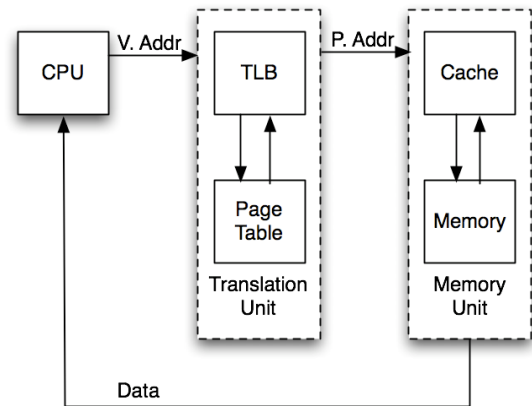 V. Addr
P. Addr
CPU
TLB
Cache
Page
Table
Memory
Translation
Unit
Memory
Unit
Data